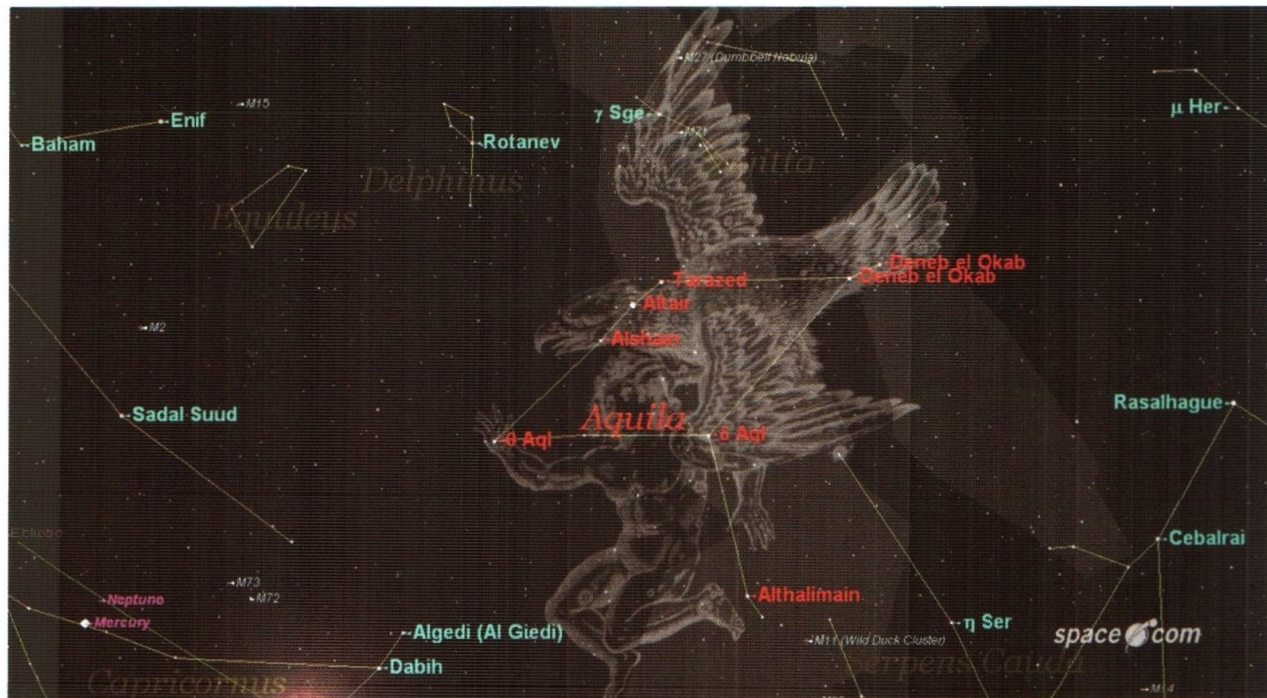 M27 (Dumbbell Nebula)
M15
γ Sge
μ Her
Enif
Baham
Rotanev
M71
Sagitta
Delphinus
Equuleus
Deneb el Okab
Deneb el Okab
Tarazed
Altair
M2
Alshain
Rasalhague
Sadal Suud
Aquila
θ Aql
δ Aql
Ecliptic
Cebalrai
M73
M72
Neptune
Mercury
Althalimain
η Ser
Algedi (Al Giedi)
space.com
M11 (Wild Duck Cluster)
Dabih
Serpens Cauda
Capricornus
M14